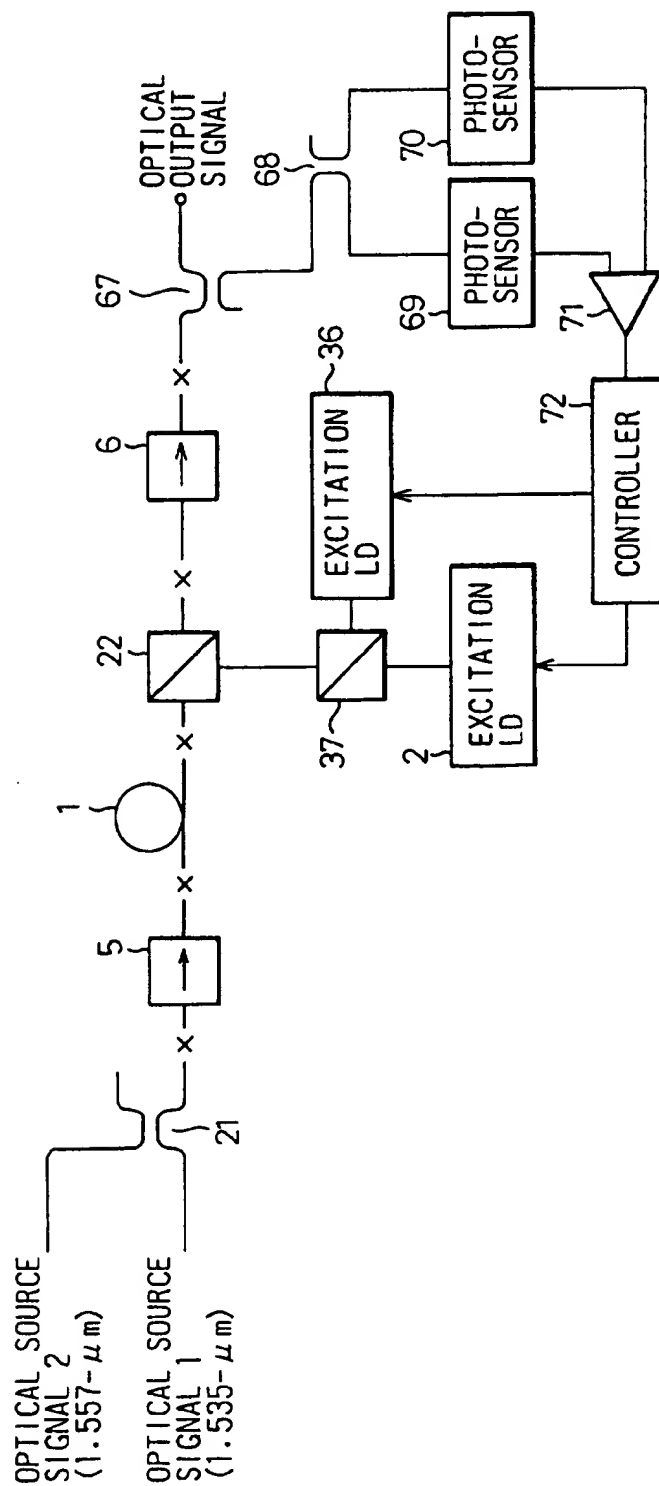 OPTICAL SOURCE
SIGNAL 2
(1.557-μm)
OPTICAL SOURCE
SIGNAL 1
(1.535-μm)
21
5
1
22
6
67
OPTICAL
OUTPUT
SIGNAL
68
37
36
EXCITATION
LD
2
EXCITATION
LD
69
PHOTO-
SENSOR
70
PHOTO-
SENSOR
71
72
CONTROLLER